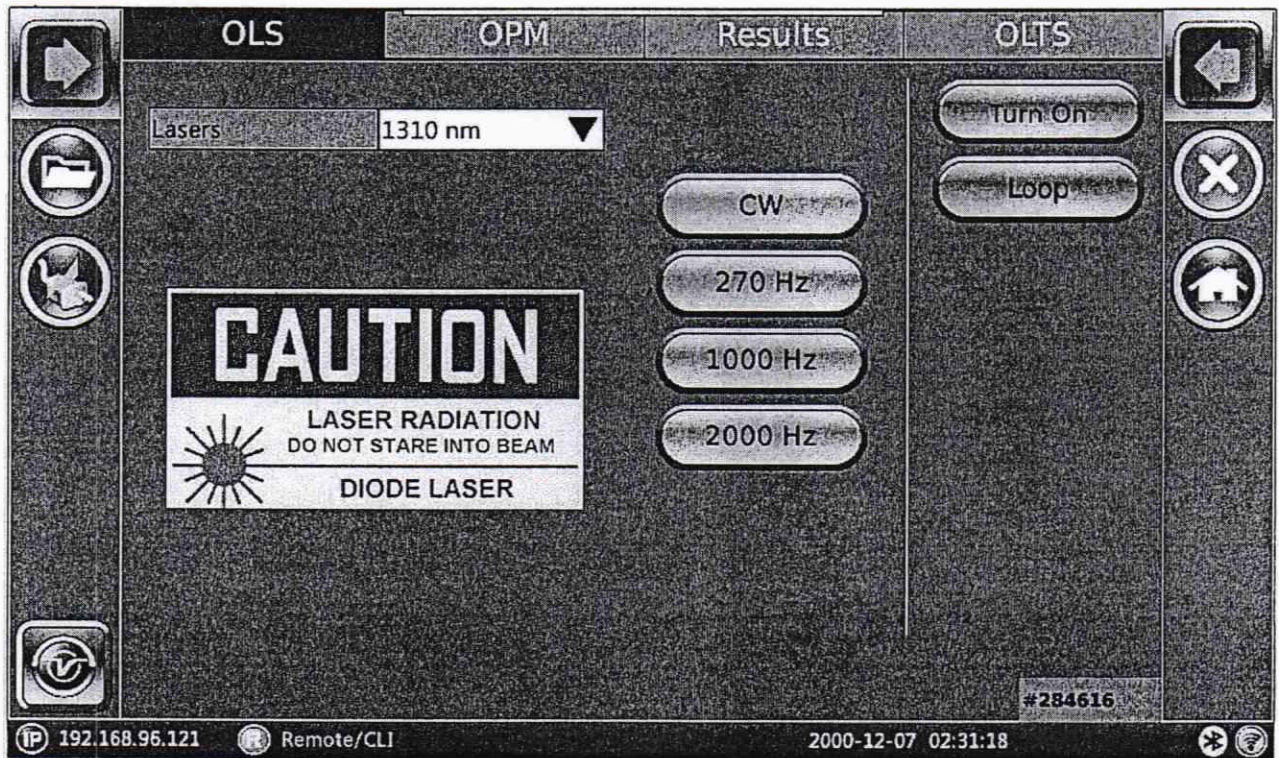 OLS OPM Results OLTS
Lasers 1310 nm
Turn On
Loop
CW
270 Hz
1000 Hz
2000 Hz
CAUTION
LASER RADIATION
DO NOT STARE INTO BEAM
DIODE LASER
#284616
IP 192.168.96.121 R Remote/CLI 2000-12-07 02:31:18